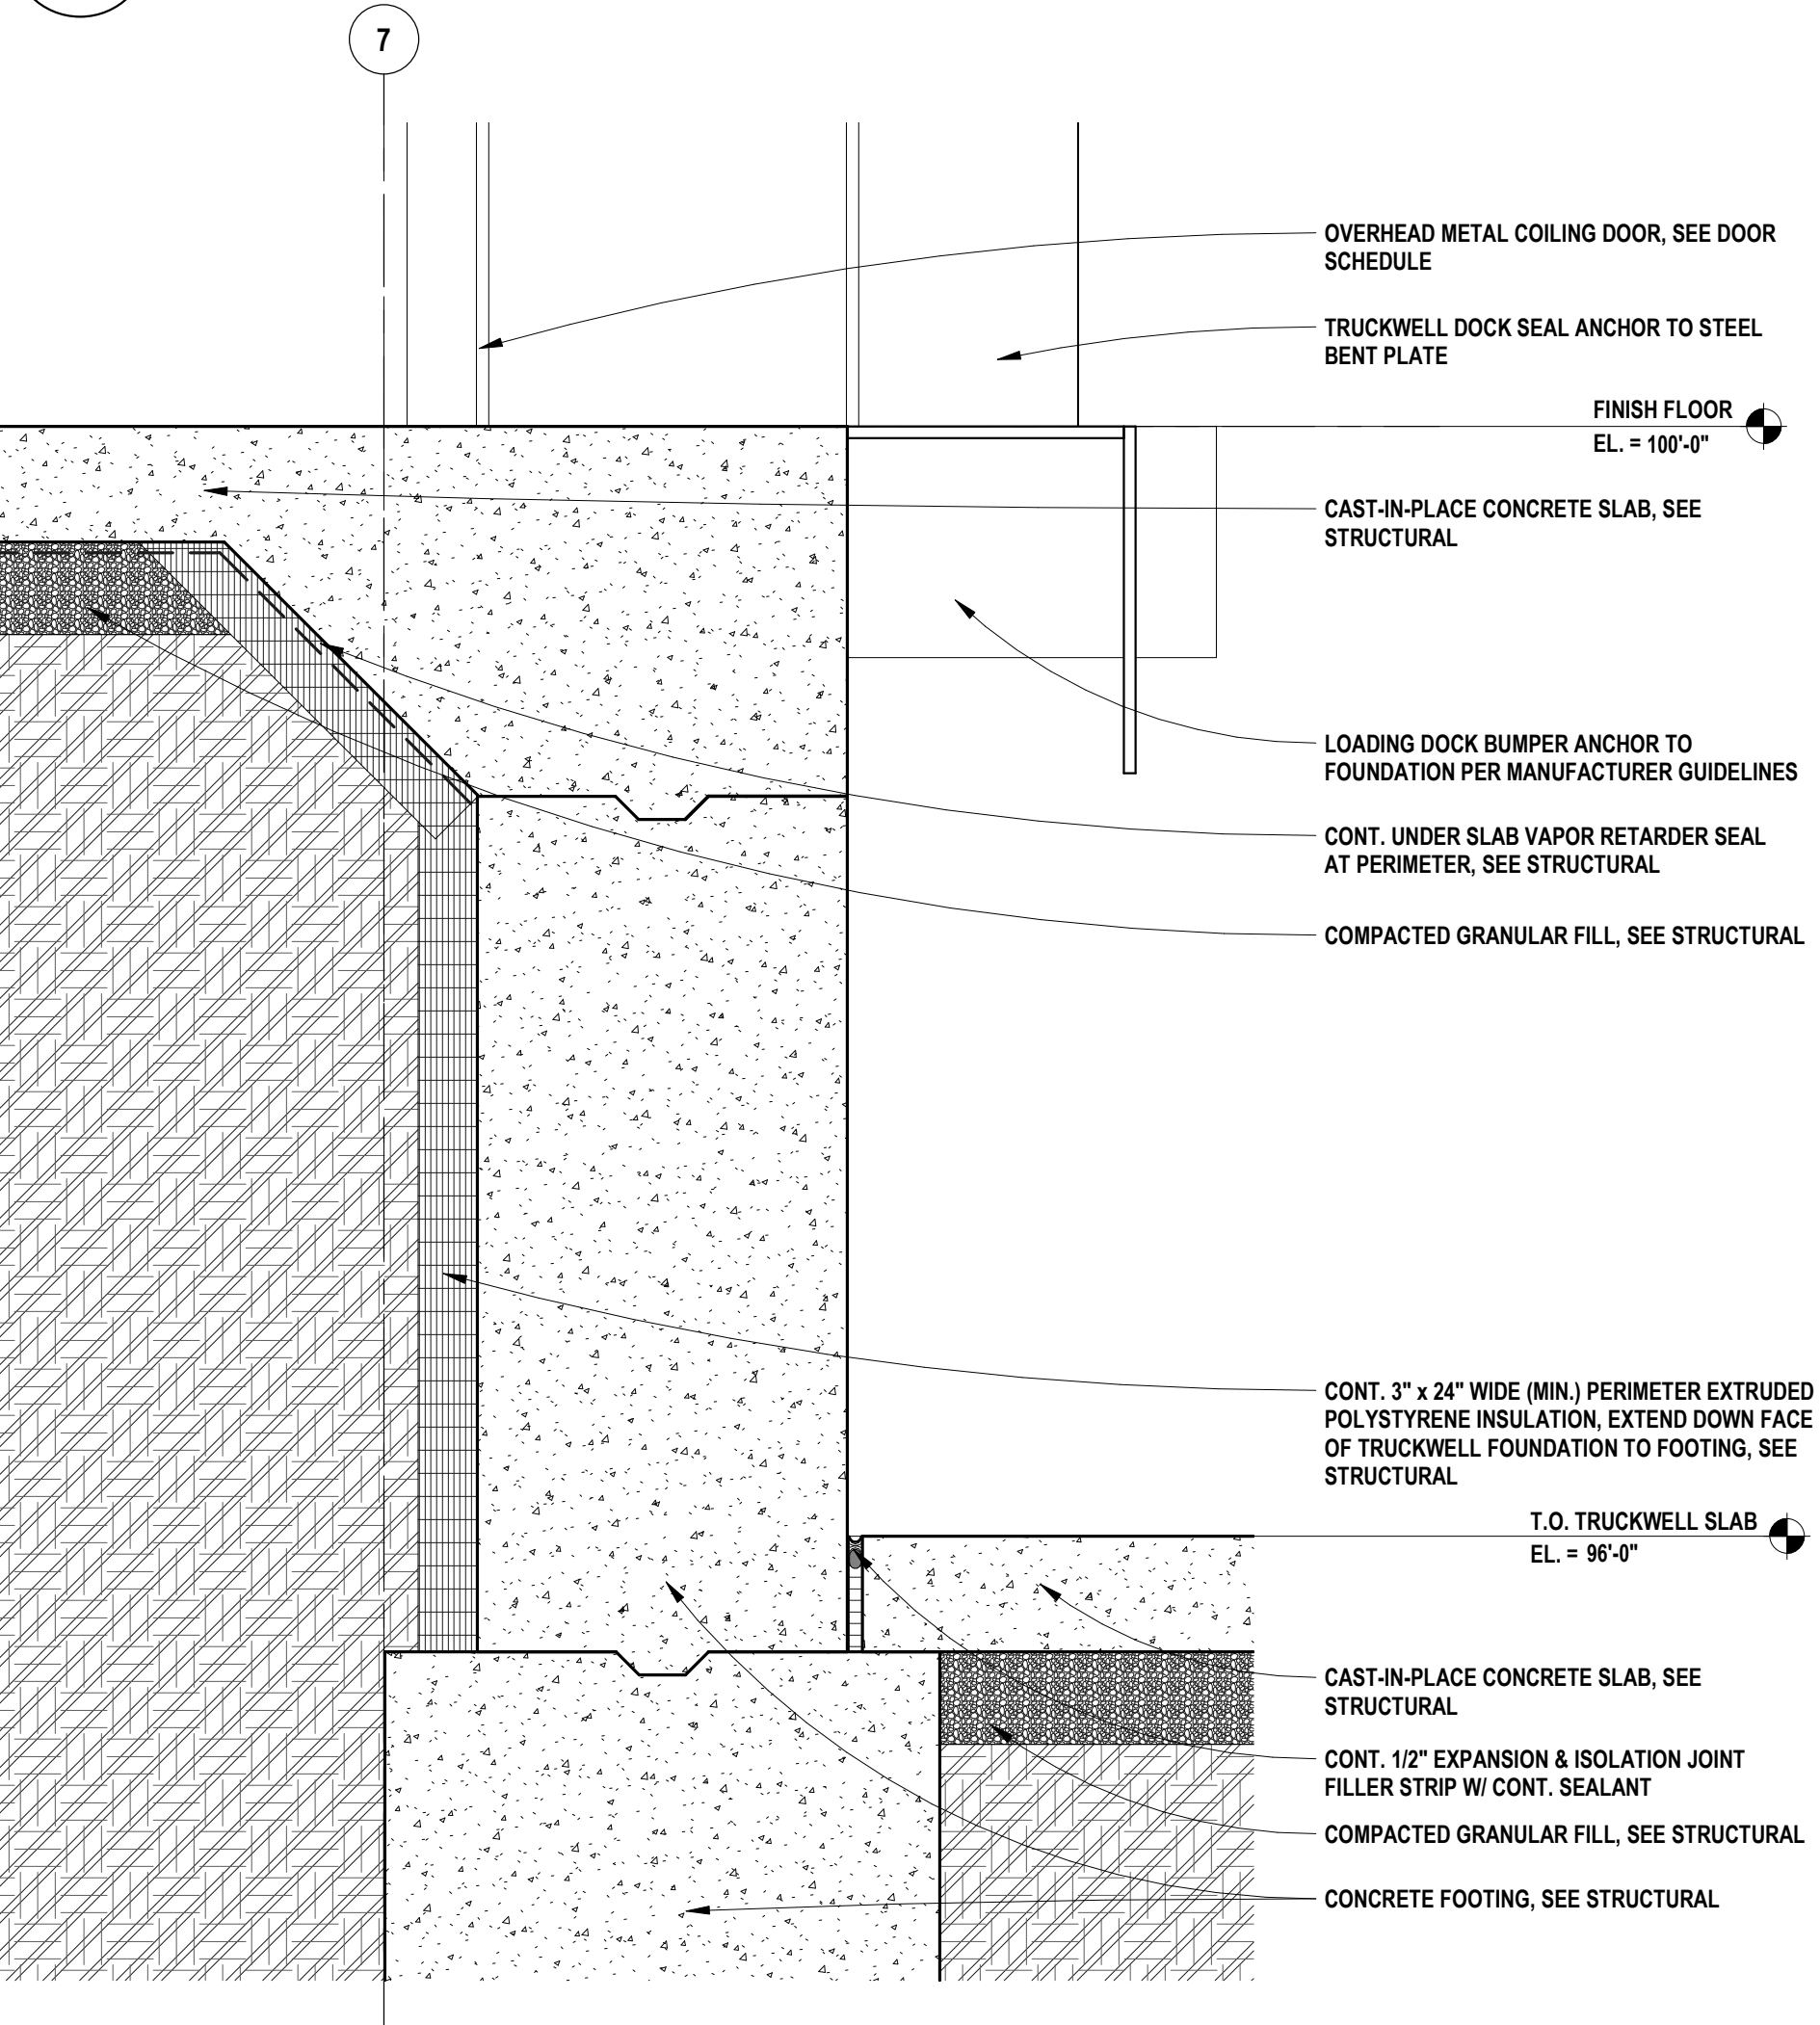 7
OVERHEAD METAL COILING DOOR, SEE DOOR
SCHEDULE
TRUCKWELL DOCK SEAL ANCHOR TO STEEL
BENT PLATE
FINISH FLOOR
EL. = 100'-0"
CAST-IN-PLACE CONCRETE SLAB, SEE
STRUCTURAL
LOADING DOCK BUMPER ANCHOR TO
FOUNDATION PER MANUFACTURER GUIDELINES
CONT. UNDER SLAB VAPOR RETARDER SEAL
AT PERIMETER, SEE STRUCTURAL
COMPACTED GRANULAR FILL, SEE STRUCTURAL
CONT. 3" x 24" WIDE (MIN.) PERIMETER EXTRUDED
POLYSTYRENE INSULATION, EXTEND DOWN FACE
OF TRUCKWELL FOUNDATION TO FOOTING, SEE
STRUCTURAL
T.O. TRUCKWELL SLAB
EL. = 96'-0"
CAST-IN-PLACE CONCRETE SLAB, SEE
STRUCTURAL
CONT. 1/2" EXPANSION & ISOLATION JOINT
FILLER STRIP W/ CONT. SEALANT
COMPACTED GRANULAR FILL, SEE STRUCTURAL
CONCRETE FOOTING, SEE STRUCTURAL